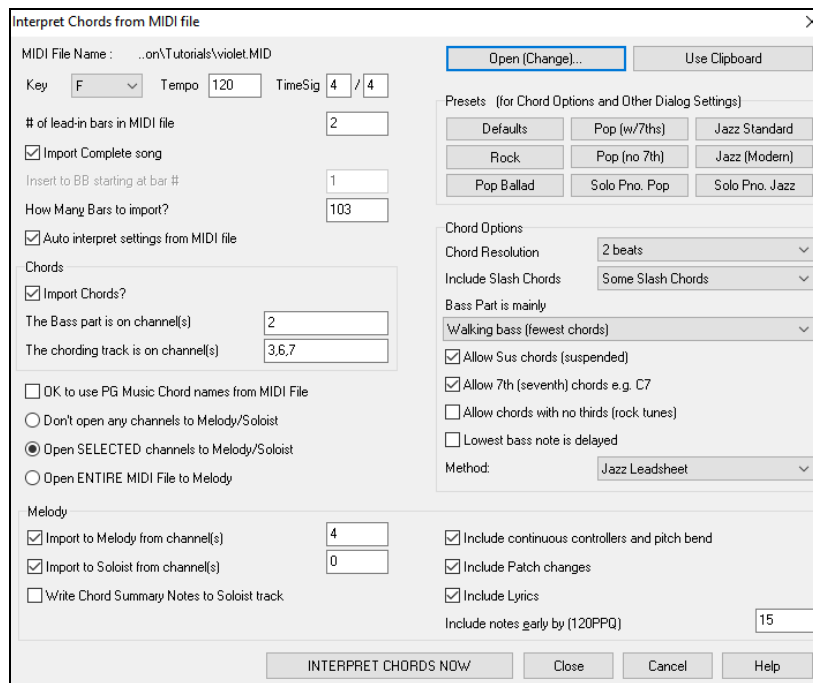 Interpret Chords from MIDI file
MIDI File Name : ..on\Tutorials\violet.MID
Key F Tempo 120 TimeSig 4 / 4
# of lead-in bars in MIDI file 2
Import Complete song
Insert to BB starting at bar # 1
How Many Bars to import? 103
Auto interpret settings from MIDI file
Chords
Import Chords?
The Bass part is on channel(s) 2
The chording track is on channel(s) 3,6,7
OK to use PG Music Chord names from MIDI File
Don't open any channels to Melody/Soloist
Open SELECTED channels to Melody/Soloist
Open ENTIRE MIDI File to Melody
Open (Change)... Use Clipboard
Presets (for Chord Options and Other Dialog Settings)
Defaults Pop (w/7ths) Jazz Standard
Rock Pop (no 7th) Jazz (Modern)
Pop Ballad Solo Pno. Pop Solo Pno. Jazz
Chord Options
Chord Resolution 2 beats
Include Slash Chords Some Slash Chords
Bass Part is mainly
Walking bass (fewest chords)
Allow Sus chords (suspended)
Allow 7th (seventh) chords e.g. C7
Allow chords with no thirds (rock tunes)
Lowest bass note is delayed
Method: Jazz Leadsheet
Melody
Import to Melody from channel(s) 4
Import to Soloist from channel(s) 0
Write Chord Summary Notes to Soloist track
Include continuous controllers and pitch bend
Include Patch changes
Include Lyrics
Include notes early by (120PPQ) 15
INTERPRET CHORDS NOW Close Cancel Help